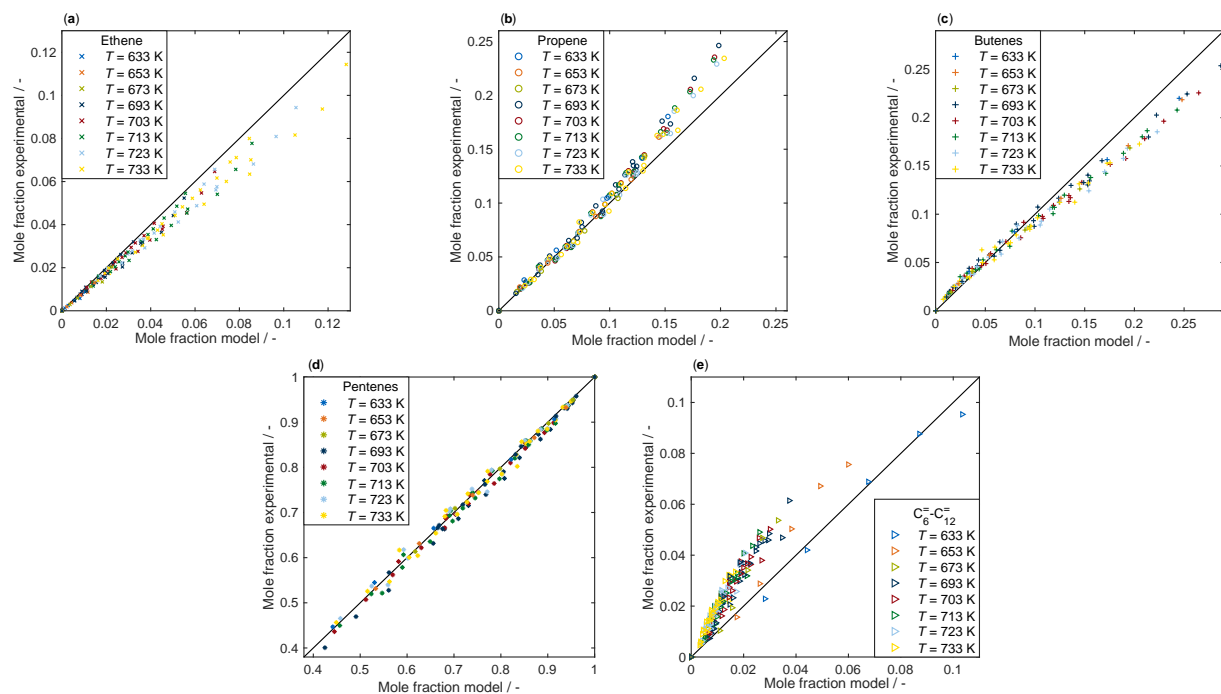 (a)
Ethene
T = 633 K
T = 653 K
T = 673 K
T = 693 K
T = 703 K
T = 713 K
T = 723 K
T = 733 K
0.12
0.1
0.08
0.06
0.04
0.02
0
0
0.02
0.04
0.06
0.08
0.1
0.12
Mole fraction experimental / -
Mole fraction model / -
(b)
Propene
T = 633 K
T = 653 K
T = 673 K
T = 693 K
T = 703 K
T = 713 K
T = 723 K
T = 733 K
0.25
0.2
0.15
0.1
0.05
0
0
0.05
0.1
0.15
0.2
0.25
Mole fraction experimental / -
Mole fraction model / -
(c)
Butenes
T = 633 K
T = 653 K
T = 673 K
T = 693 K
T = 703 K
T = 713 K
T = 723 K
T = 733 K
0.25
0.2
0.15
0.1
0.05
0
0
0.05
0.1
0.15
0.2
0.25
Mole fraction experimental / -
Mole fraction model / -
(d)
Pentenes
T = 633 K
T = 653 K
T = 673 K
T = 693 K
T = 703 K
T = 713 K
T = 723 K
T = 733 K
1
0.9
0.8
0.7
0.6
0.5
0.4
0.4
0.5
0.6
0.7
0.8
0.9
1
Mole fraction experimental / -
Mole fraction model / -
(e)
C₆⁼-C₁₂⁼
T = 633 K
T = 653 K
T = 673 K
T = 693 K
T = 703 K
T = 713 K
T = 723 K
T = 733 K
0.1
0.08
0.06
0.04
0.02
0
0
0.02
0.04
0.06
0.08
0.1
Mole fraction experimental / -
Mole fraction model / -